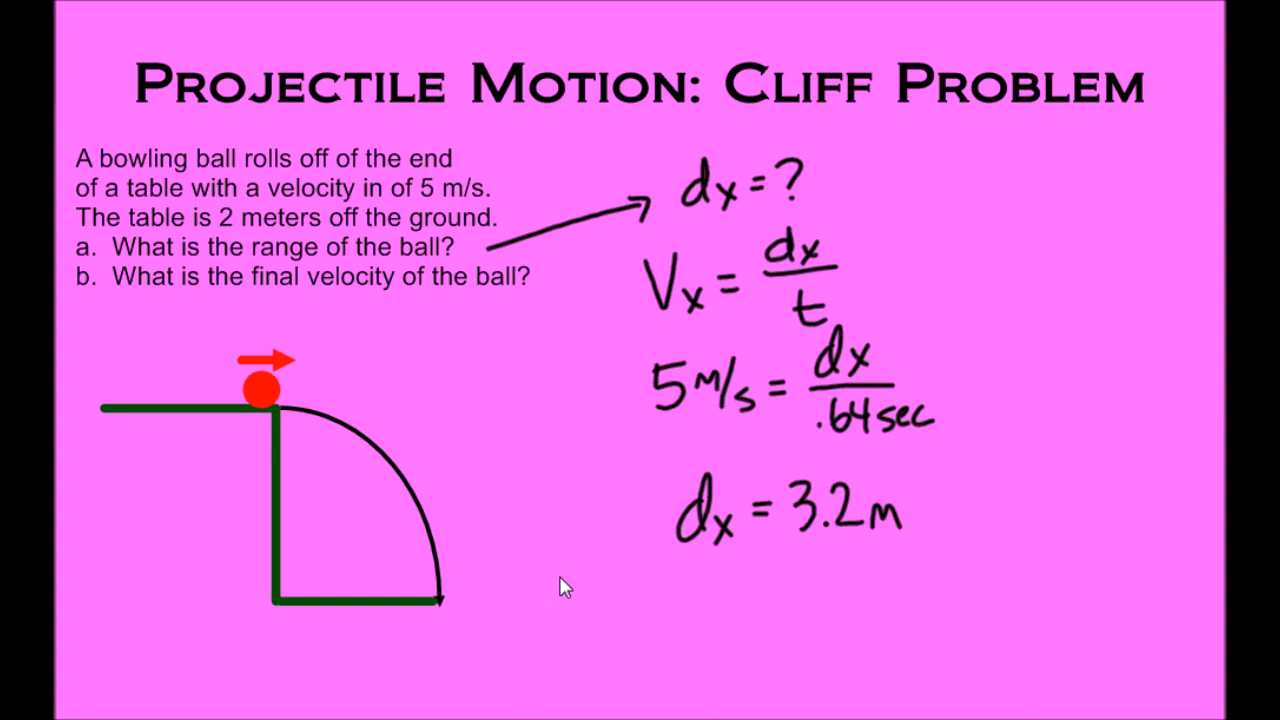 PROJECTILE MOTION: CLIFF PROBLEM
A bowling ball rolls off of the end
of a table with a velocity in of 5 m/s.
The table is 2 meters off the ground.
a. What is the range of the ball?
b. What is the final velocity of the ball?
dx = ?
Vx = dx / t
5 m/s = dx / .64 sec
dx = 3.2 m